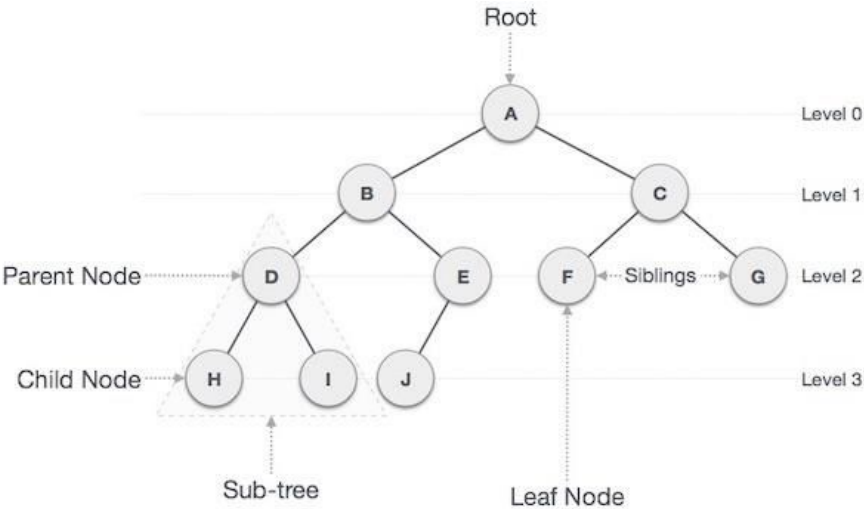 Root
A
Level 0
B
C
Level 1
Parent Node
D
E
F
Siblings
G
Level 2
Child Node
H
I
J
Level 3
Sub-tree
Leaf Node